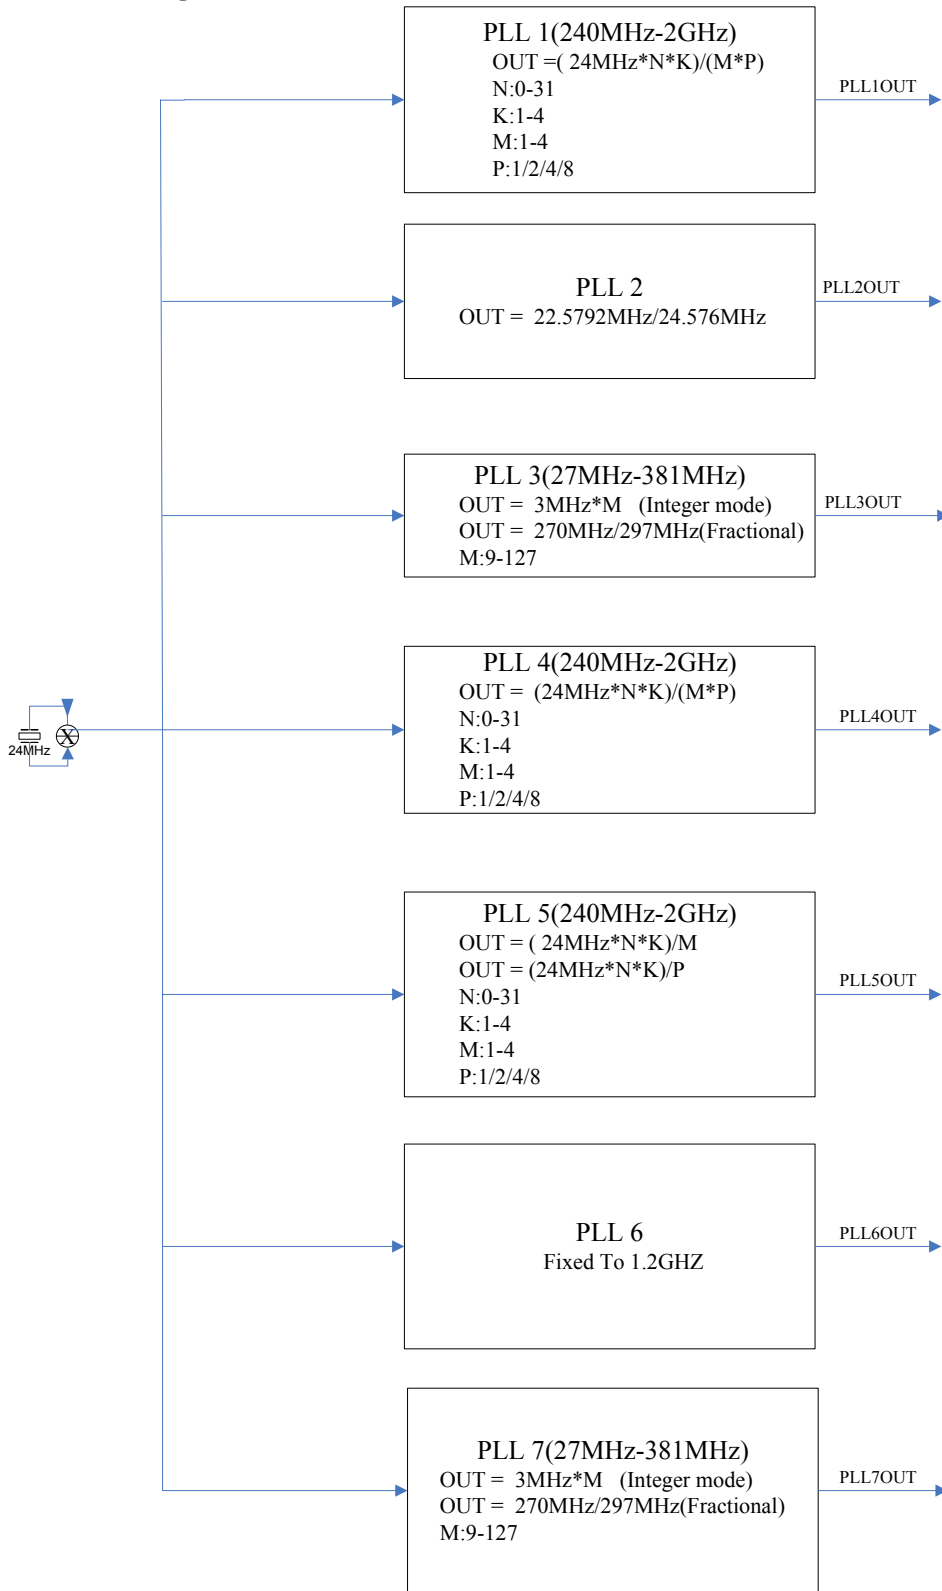 PLL 1(240MHz-2GHz)
OUT =( 24MHz*N*K)/(M*P)
N:0-31
K:1-4
M:1-4
P:1/2/4/8
PLL1OUT
PLL 2
OUT = 22.5792MHz/24.576MHz
PLL2OUT
PLL 3(27MHz-381MHz)
OUT = 3MHz*M (Integer mode)
OUT = 270MHz/297MHz(Fractional)
M:9-127
PLL3OUT
24MHz
X
PLL 4(240MHz-2GHz)
OUT = (24MHz*N*K)/(M*P)
N:0-31
K:1-4
M:1-4
P:1/2/4/8
PLL4OUT
PLL 5(240MHz-2GHz)
OUT = ( 24MHz*N*K)/M
OUT = (24MHz*N*K)/P
N:0-31
K:1-4
M:1-4
P:1/2/4/8
PLL5OUT
PLL 6
Fixed To 1.2GHZ
PLL6OUT
PLL 7(27MHz-381MHz)
OUT = 3MHz*M (Integer mode)
OUT = 270MHz/297MHz(Fractional)
M:9-127
PLL7OUT